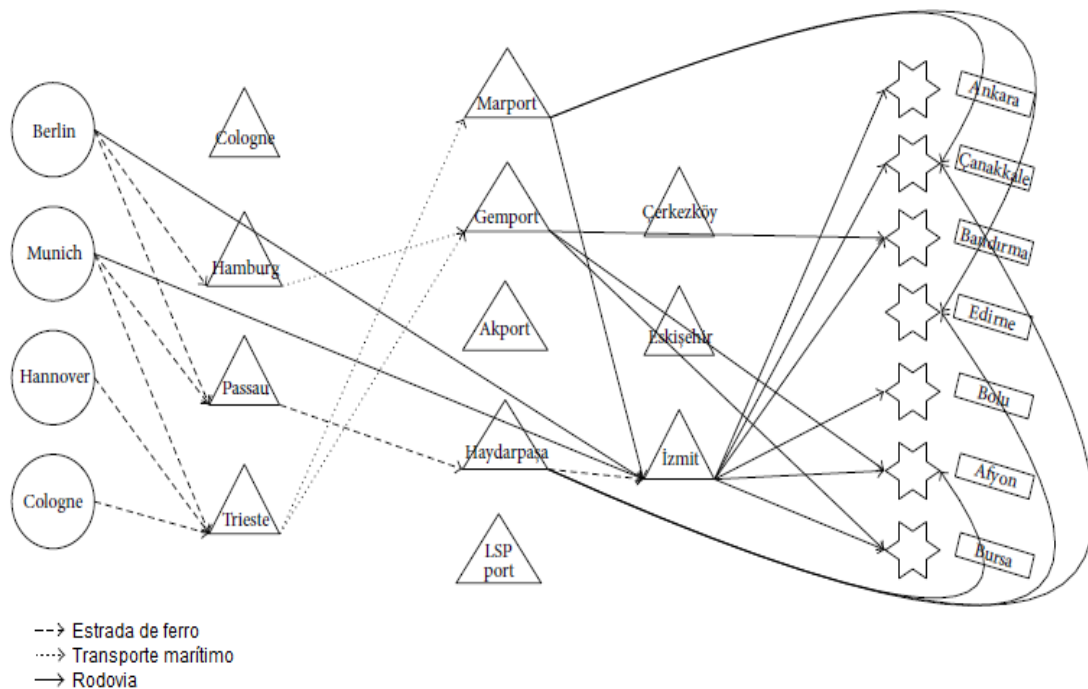 Berlin
Munich
Hannover
Cologne
Cologne
Hamburg
Passau
Trieste
Marport
Gemport
Akport
Haydarpaşa
LSP
port
Çerkezköy
Eskişehir
İzmit
Ankara
Çanakkale
Bandırma
Edirne
Bolu
Afyon
Bursa
Estrada de ferro
Transporte marítimo
Rodovia